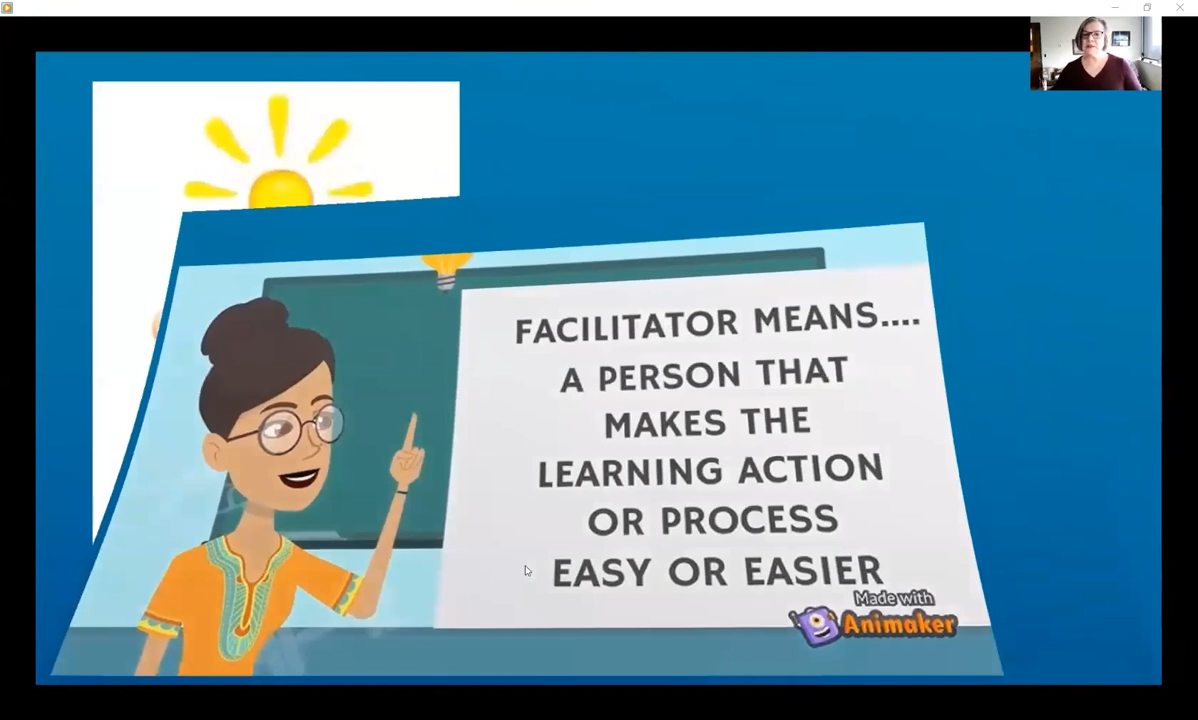 FACILITATOR MEANS....
A PERSON THAT
MAKES THE
LEARNING ACTION
OR PROCESS
EASY OR EASIER
Made with
Animaker